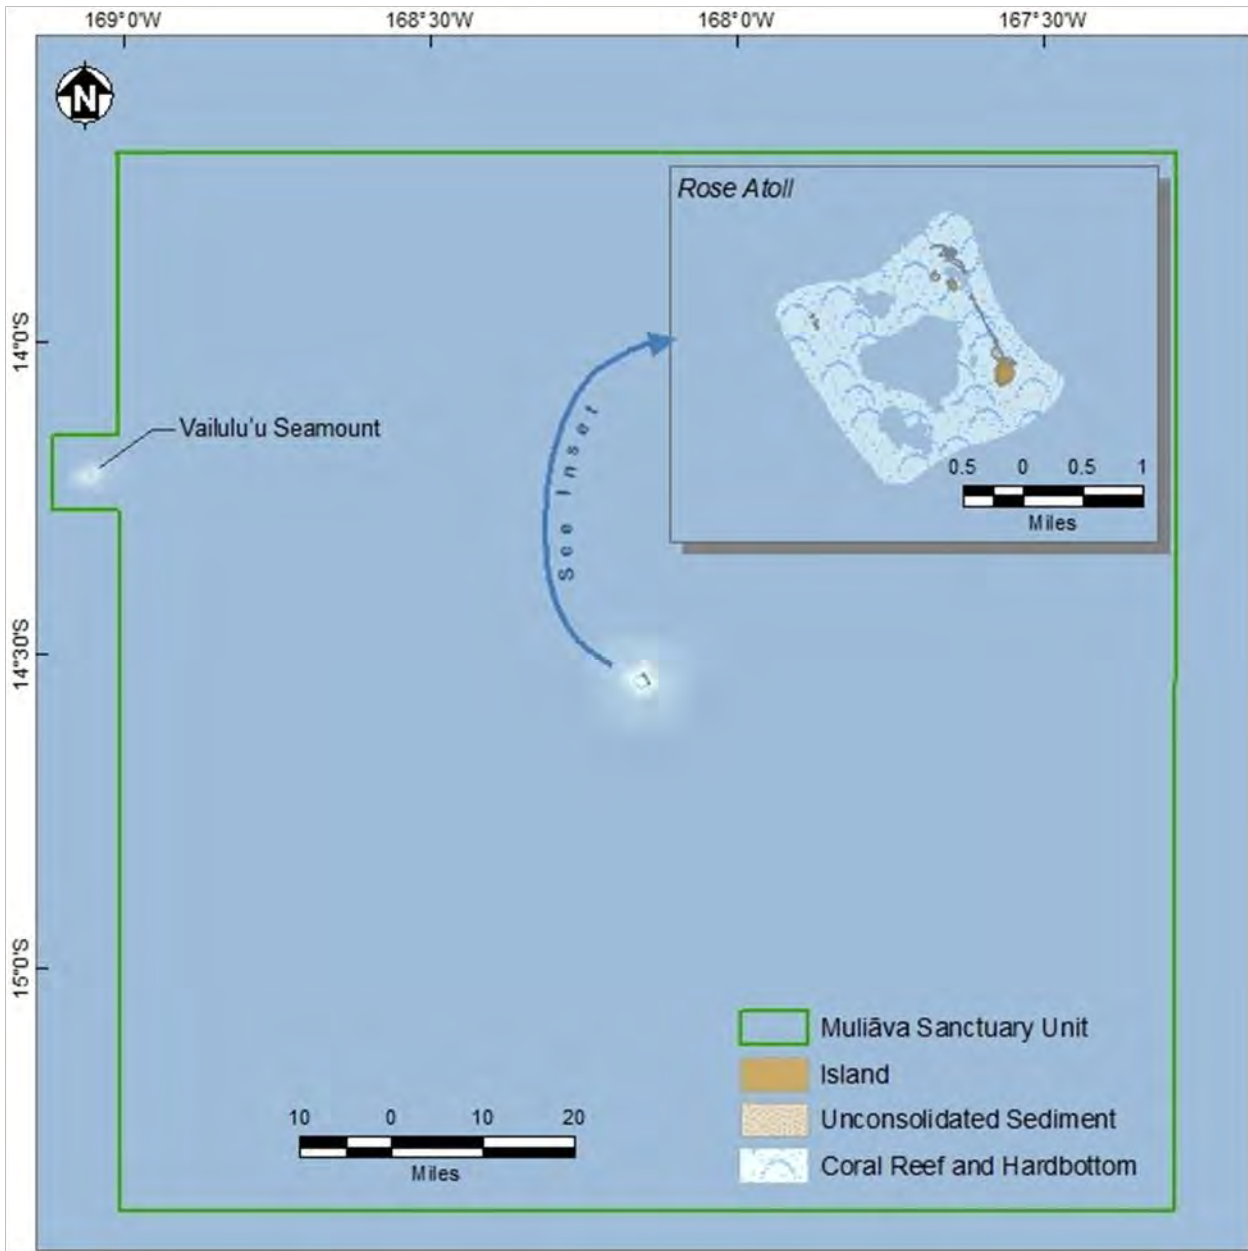 169°0'W 168°30'W 168°0'W 167°30'W
N
Rose Atoll
14°0'S
Vailulu'u Seamount
See Inset
0.5 0 0.5 1
Miles
14°30'S
15°0'S
Muliāva Sanctuary Unit
Island
Unconsolidated Sediment
Coral Reef and Hardbottom
10 0 10 20
Miles